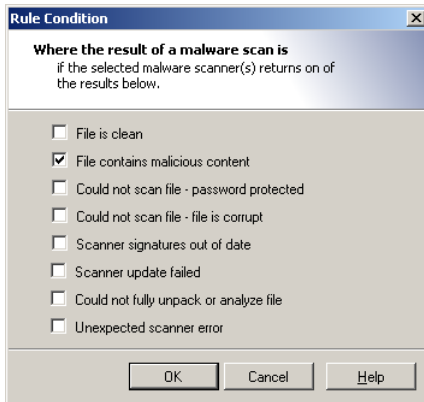 Rule Condition
Where the result of a malware scan is
if the selected malware scanner(s) returns on of
the results below.
File is clean
File contains malicious content
Could not scan file - password protected
Could not scan file - file is corrupt
Scanner signatures out of date
Scanner update failed
Could not fully unpack or analyze file
Unexpected scanner error
OK Cancel Help